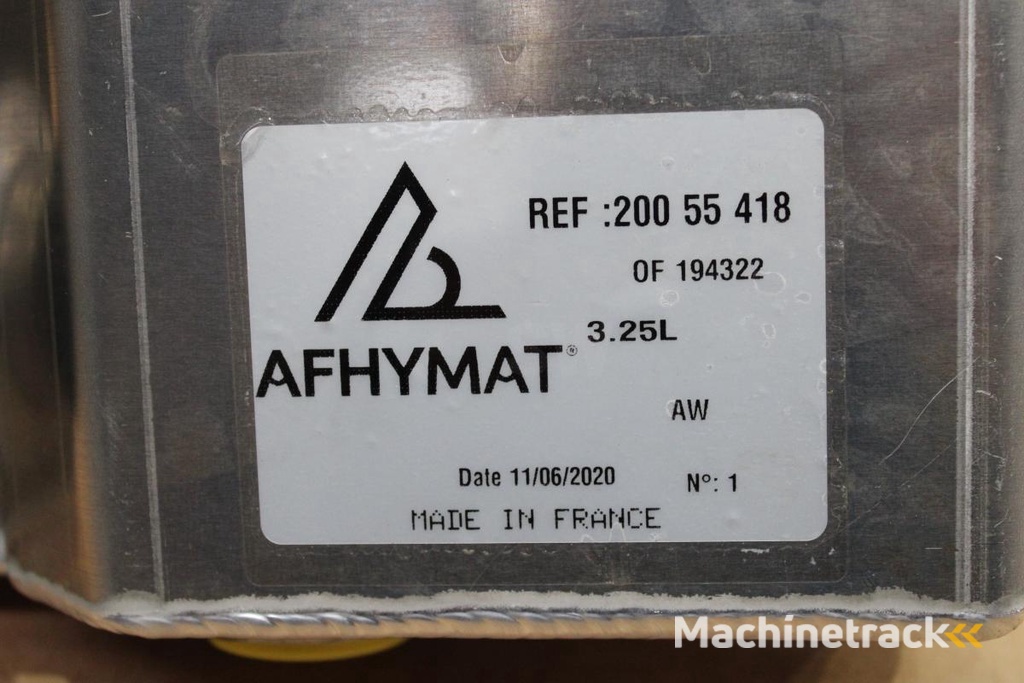 REF :200 55 418
OF 194322
3.25L
AFHYMAT®
AW
Date 11/06/2020
N°: 1
MADE IN FRANCE
Machinetrack